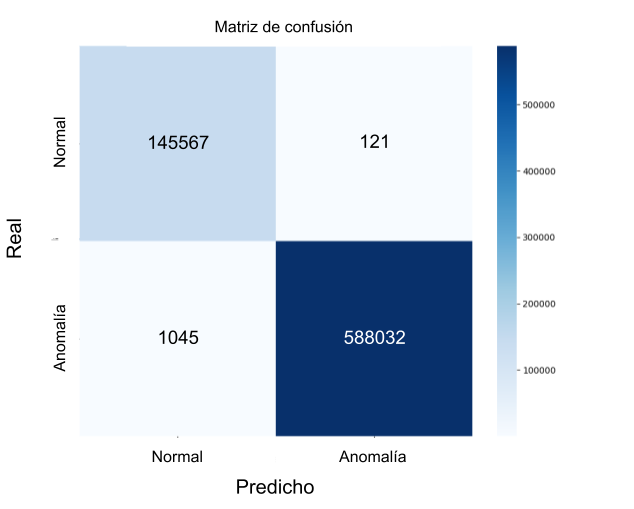 Matriz de confusión
Real
Normal
145567
121
Anomalía
1045
588032
Normal
Anomalía
Predicho
500000
400000
300000
200000
100000